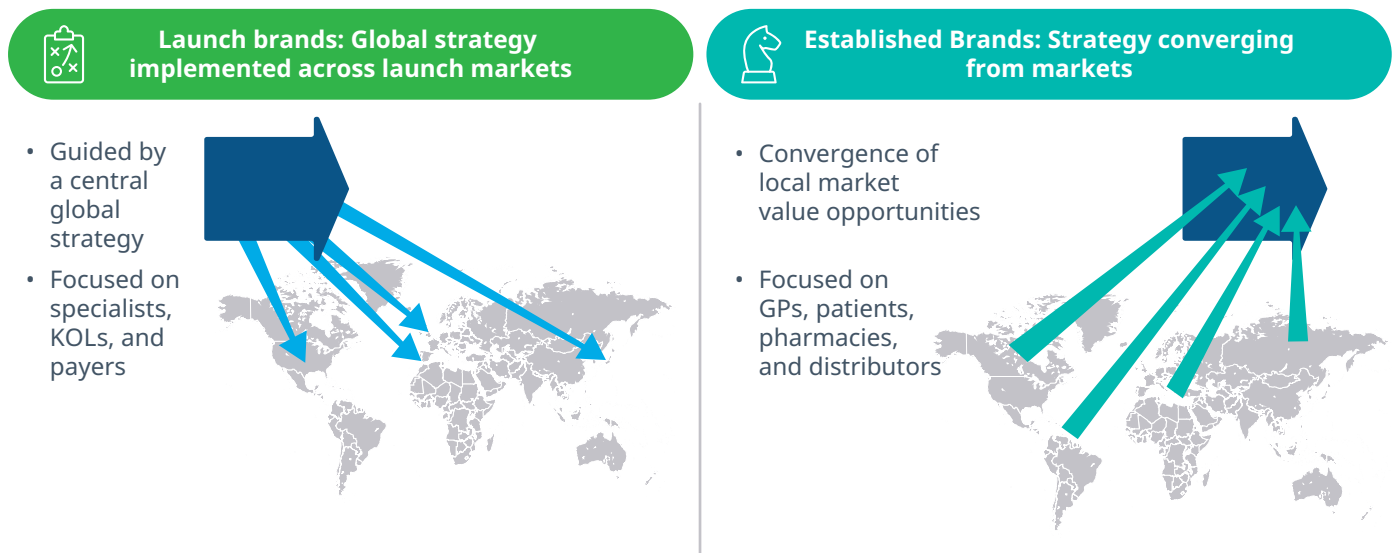 Launch brands: Global strategy
implemented across launch markets
• Guided by
a central
global
strategy
• Focused on
specialists,
KOLs, and
payers
Established Brands: Strategy converging
from markets
• Convergence of
local market
value opportunities
• Focused on
GPs, patients,
pharmacies,
and distributors